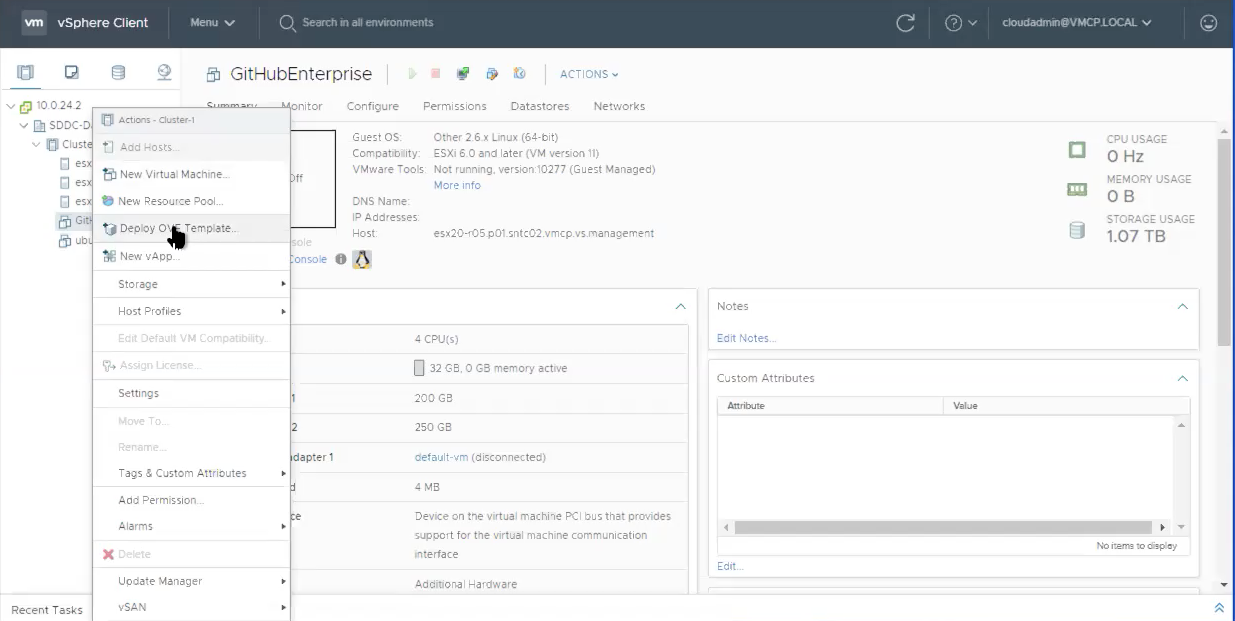 vm vSphere Client Menu Search in all environments cloudadmin@VMCP.LOCAL
GitHubEnterprise ACTIONS
Summary Monitor Configure Permissions Datastores Networks
10.0.24.2
SDDC-D
Cluste
esx
esx
esx
GitH
ubu
Actions - Cluster-1
Add Hosts...
New Virtual Machine...
New Resource Pool...
Deploy OVF Template...
New vApp...
Storage
Host Profiles
Edit Default VM Compatibility...
Assign License...
Settings
Move To...
Rename...
Tags & Custom Attributes
Add Permission...
Alarms
Delete
Update Manager
vSAN
Off
Console
Guest OS: Other 2.6.x Linux (64-bit)
Compatibility: ESXi 6.0 and later (VM version 11)
VMware Tools: Not running, version:10277 (Guest Managed)
More info
DNS Name:
IP Addresses:
Host: esx20-r05.p01.sntc02.vmcp.vs.management
CPU USAGE
0 Hz
MEMORY USAGE
0 B
STORAGE USAGE
1.07 TB
4 CPU(s)
32 GB, 0 GB memory active
1 200 GB
2 250 GB
dapter 1 default-vm (disconnected)
d 4 MB
ce Device on the virtual machine PCI bus that provides
support for the virtual machine communication
interface
Additional Hardware
Notes
Edit Notes...
Custom Attributes
Attribute Value
No items to display
Edit...
Recent Tasks